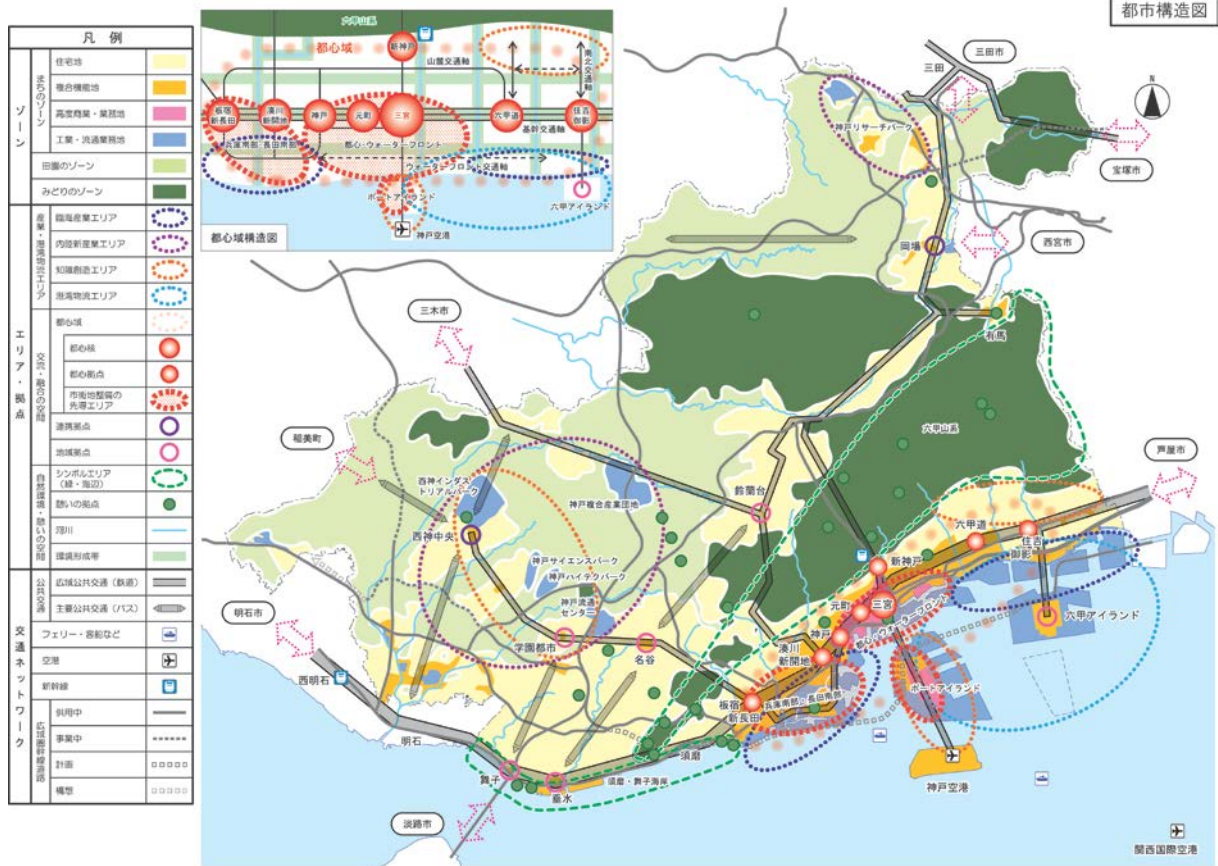 都市構造図
凡 例
ゾーン
まちのゾーン
住宅地
複合機能地
高度商業・業務地
工業・流通業務地
田園のゾーン
みどりのゾーン
エリア・拠点
産業・港湾物流エリア
臨海産業エリア
内陸新産業エリア
知識創造エリア
港湾物流エリア
交流・融合の空間
都心域
都心核
都心拠点
市街地整備の
先導エリア
連携拠点
地域拠点
自然環境・憩いの空間
シンボルエリア
(緑・海辺)
憩いの拠点
河川
環境形成帯
交通ネットワーク
公共交通
広域公共交通(鉄道)
主要公共交通(バス)
フェリー・客船など
空港
新幹線
広域圏幹線道路
供用中
事業中
計画
構想
六甲山系
都心域
新神戸
山麓交通軸
南北交通軸
板宿
新長田
湊川
新開地
神戸
元町
三宮
六甲道
住吉
御影
基幹交通軸
兵庫南部・長田南部
都心・ウォーターフロント
ウォーターフロント交通軸
ポートアイランド
六甲アイランド
神戸空港
都心域構造図
三田市
三田
N
神戸リサーチパーク
宝塚市
岡場
西宮市
三木市
有馬
稲美町
六甲山系
芦屋市
西神インダス
トリアルパーク
神戸複合産業団地
鈴蘭台
西神中央
六甲道
住吉
御影
新神戸
神戸サイエンスパーク
神戸ハイテクパーク
神戸流通
センター
三宮
元町
都心・ウォーターフロント
六甲アイランド
明石市
神戸
湊川
新開地
学園都市
名谷
西明石
板宿
新長田
兵庫南部・長田南部
ポートアイランド
明石
須磨
舞子
須磨・舞子海岸
垂水
神戸空港
淡路市
関西国際空港